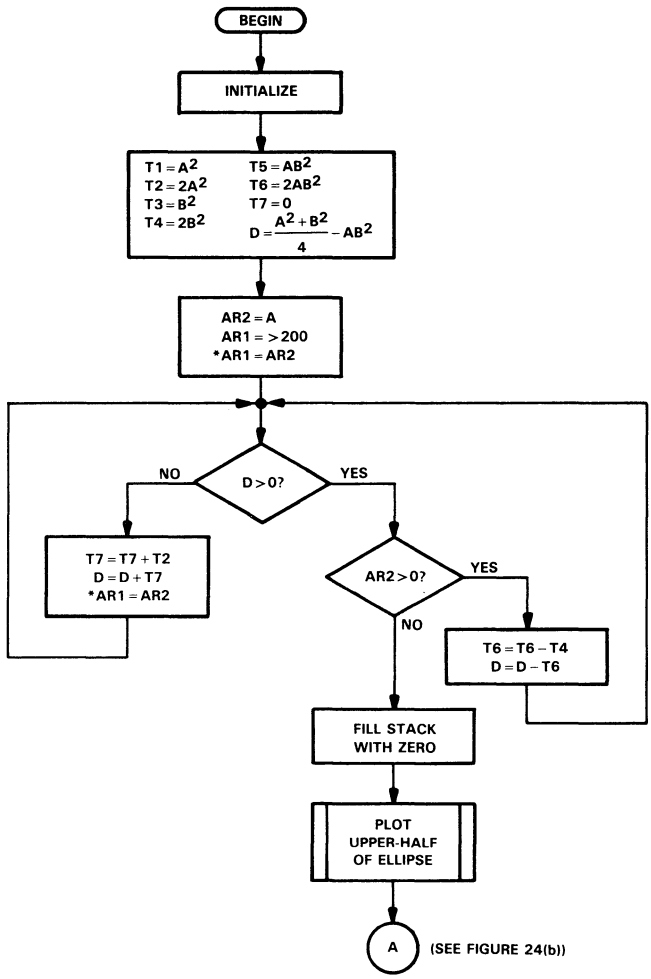 BEGIN
INITIALIZE
T1 = A²
T2 = 2A²
T3 = B²
T4 = 2B²
T5 = AB²
T6 = 2AB²
T7 = 0
D = A² + B² / 4 − AB²
AR2 = A
AR1 = > 200
*AR1 = AR2
D > 0?
NO
YES
T7 = T7 + T2
D = D + T7
*AR1 = AR2
AR2 > 0?
YES
NO
T6 = T6 − T4
D = D − T6
FILL STACK
WITH ZERO
PLOT
UPPER-HALF
OF ELLIPSE
A
(SEE FIGURE 24(b))